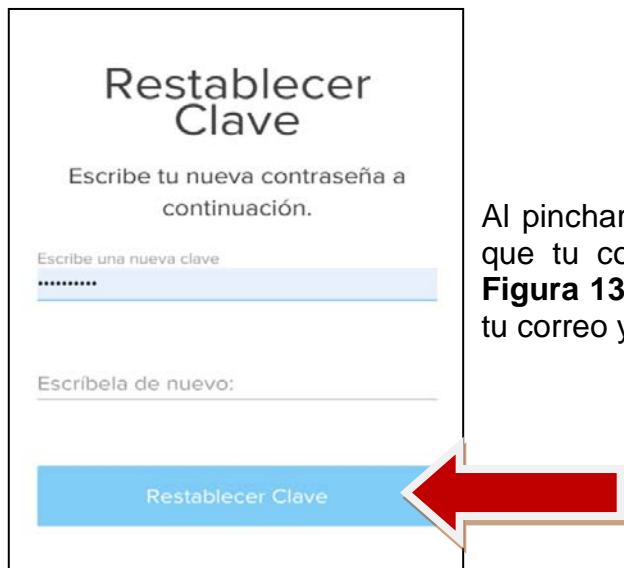 Restablecer
Clave
Escribe tu nueva contraseña a
continuación.
Escribe una nueva clave
••••••••••
Escríbela de nuevo:
Restablecer Clave
Al pinchar
que tu co
Figura 13
tu correo y